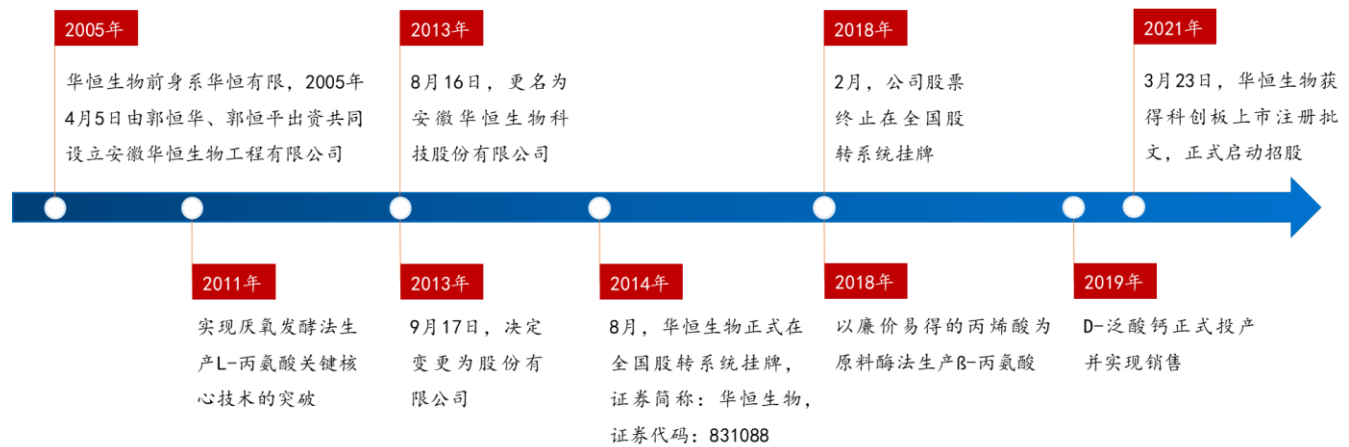 2005年
华恒生物前身系华恒有限，2005年
4月5日由郭恒华、郭恒平出资共同
设立安徽华恒生物工程有限公司
2013年
8月16日，更名为
安徽华恒生物科
技股份有限公司
2018年
2月，公司股票
终止在全国股
转系统挂牌
2021年
3月23日，华恒生物获
得科创板上市注册批
文，正式启动招股
2011年
实现厌氧发酵法生
产L-丙氨酸关键核
心技术的突破
2013年
9月17日，决定
变更为股份有
限公司
2014年
8月，华恒生物正式在
全国股转系统挂牌，
证券简称：华恒生物，
证券代码：831088
2018年
以廉价易得的丙烯酸为
原料酶法生产ß-丙氨酸
2019年
D-泛酸钙正式投产
并实现销售